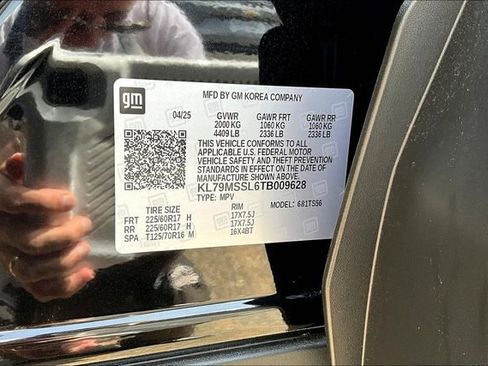 gm
MFD BY GM KOREA COMPANY
04/25 GVWR GAWR FRT GAWR RR
2000 KG 1060 KG 1060 KG
4409 LB 2336 LB 2336 LB
THIS VEHICLE CONFORMS TO ALL
APPLICABLE U.S. FEDERAL MOTOR
VEHICLE SAFETY AND THEFT PREVENTION
STANDARDS IN EFFECT ON THE DATE OF
MANUFACTURE SHOWN ABOVE.
KL79MSSL6TB009628
TYPE: MPV MODEL: 6811TS56
TIRE SIZE RIM
FRT 225/60R17 H 17X7.5J
RR 225/60R17 H 17X7.5J
SPA T125/70R16 M 16X4BT